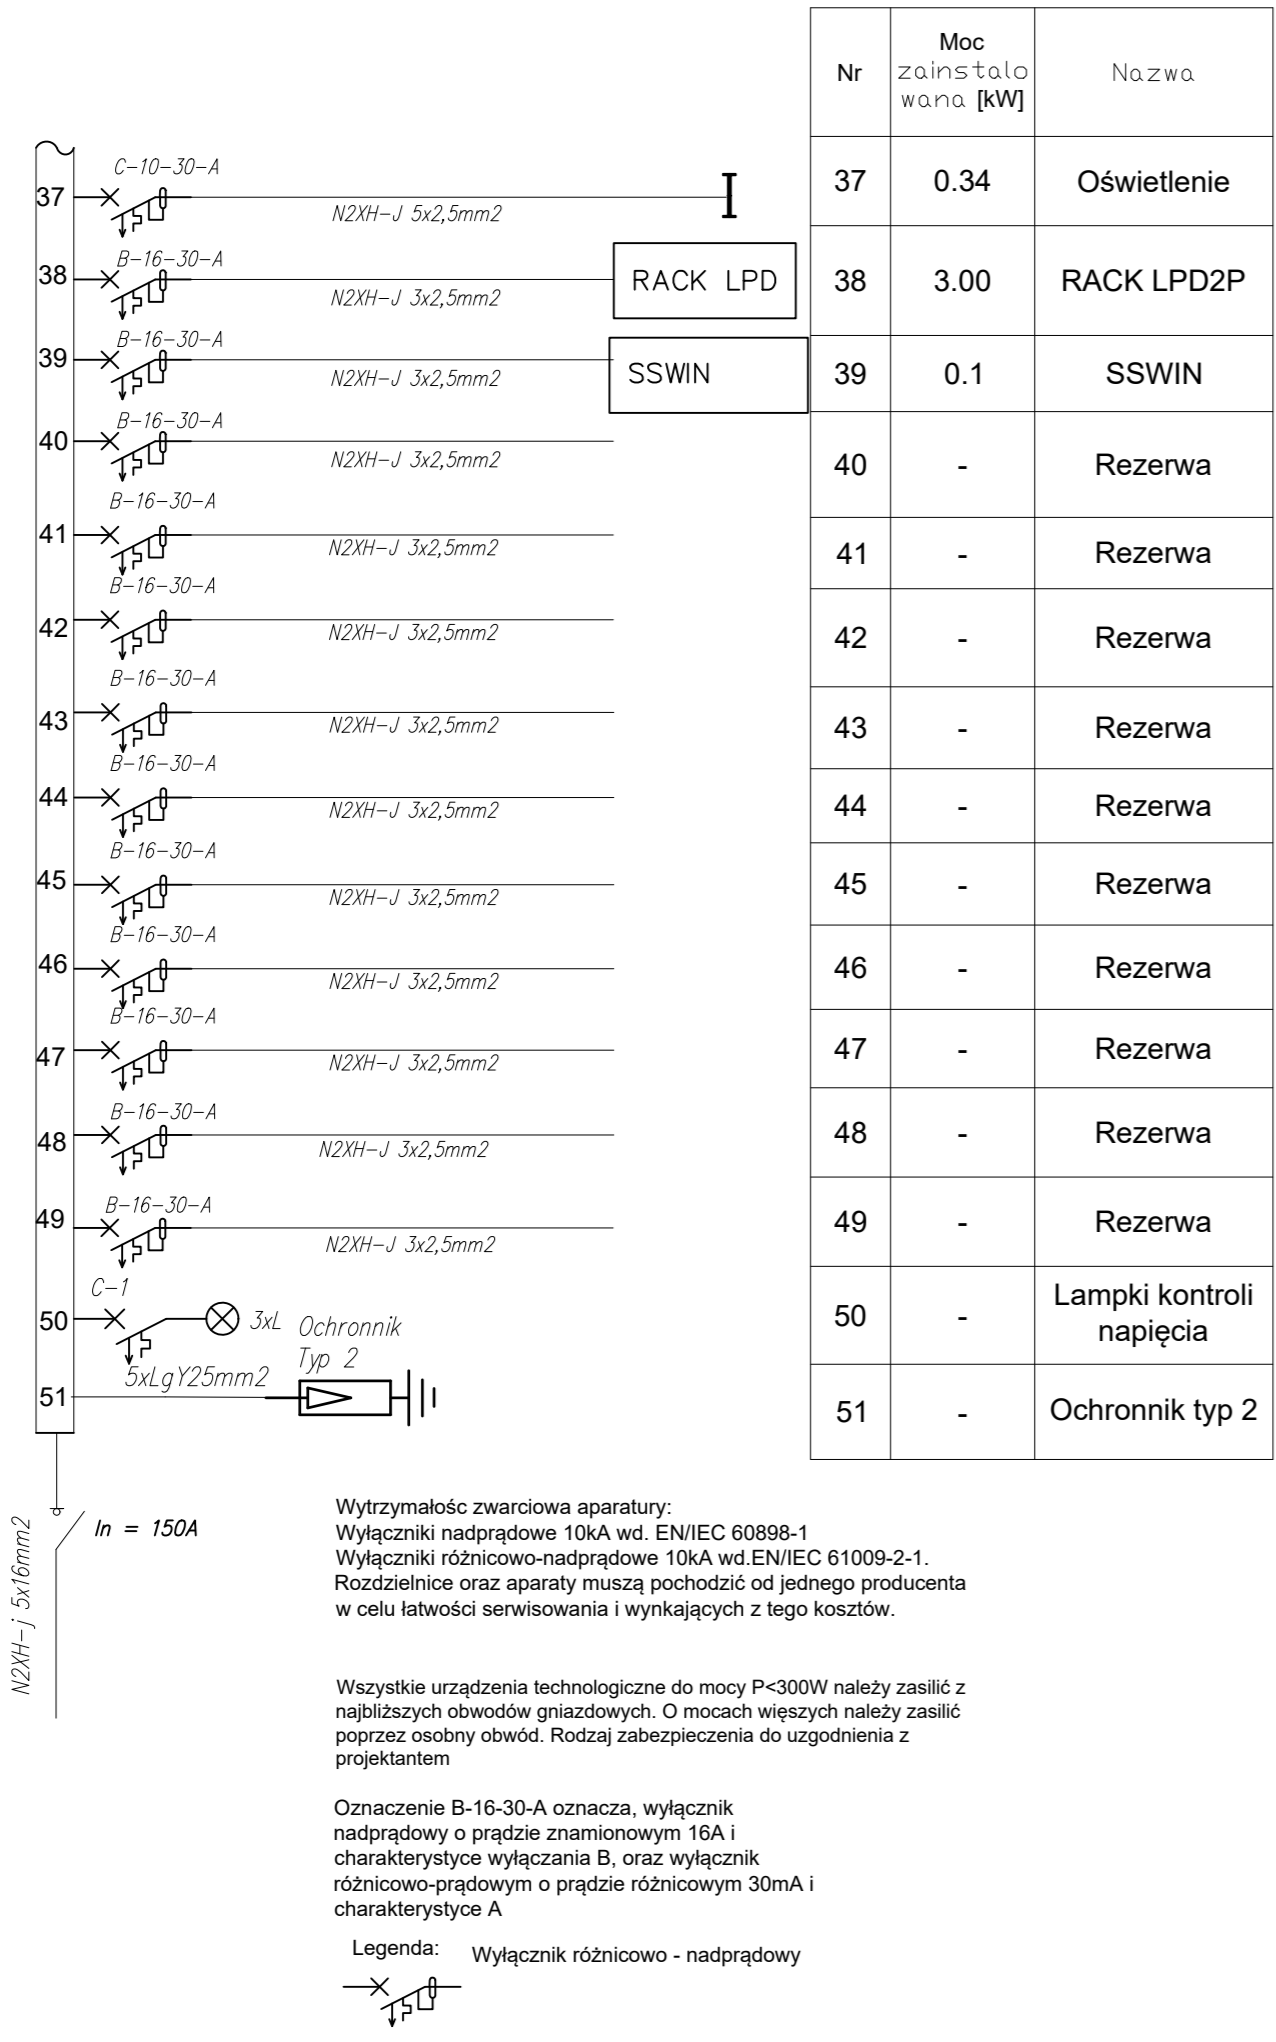 Nr
Moc
zainstalo
wana [kW]
Nazwa
37
C-10-30-A
N2XH-J 5x2,5mm2
37
0.34
Oświetlenie
38
B-16-30-A
N2XH-J 3x2,5mm2
RACK LPD
38
3.00
RACK LPD2P
39
B-16-30-A
N2XH-J 3x2,5mm2
SSWIN
39
0.1
SSWIN
40
B-16-30-A
N2XH-J 3x2,5mm2
40
-
Rezerwa
41
B-16-30-A
N2XH-J 3x2,5mm2
41
-
Rezerwa
42
B-16-30-A
N2XH-J 3x2,5mm2
42
-
Rezerwa
43
B-16-30-A
N2XH-J 3x2,5mm2
43
-
Rezerwa
44
B-16-30-A
N2XH-J 3x2,5mm2
44
-
Rezerwa
45
B-16-30-A
N2XH-J 3x2,5mm2
45
-
Rezerwa
46
B-16-30-A
N2XH-J 3x2,5mm2
46
-
Rezerwa
47
B-16-30-A
N2XH-J 3x2,5mm2
47
-
Rezerwa
48
B-16-30-A
N2XH-J 3x2,5mm2
48
-
Rezerwa
49
B-16-30-A
N2XH-J 3x2,5mm2
49
-
Rezerwa
50
C-1
3xL
50
-
Lampki kontroli
napięcia
51
5xLgY25mm2
Ochronnik
Typ 2
51
-
Ochronnik typ 2
N2XH-j 5x16mm2
In = 150A
Wytrzymałośc zwarciowa aparatury:
Wyłączniki nadprądowe 10kA wd. EN/IEC 60898-1
Wyłączniki różnicowo-nadprądowe 10kA wd.EN/IEC 61009-2-1.
Rozdzielnice oraz aparaty muszą pochodzić od jednego producenta
w celu łatwości serwisowania i wynkających z tego kosztów.
Wszystkie urządzenia technologiczne do mocy P<300W należy zasilić z
najbliższych obwodów gniazdowych. O mocach więszych należy zasilić
poprzez osobny obwód. Rodzaj zabezpieczenia do uzgodnienia z
projektantem
Oznaczenie B-16-30-A oznacza, wyłącznik
nadprądowy o prądzie znamionowym 16A i
charakterystyce wyłączania B, oraz wyłącznik
różnicowo-prądowym o prądzie różnicowym 30mA i
charakterystyce A
Legenda:
Wyłącznik różnicowo - nadprądowy